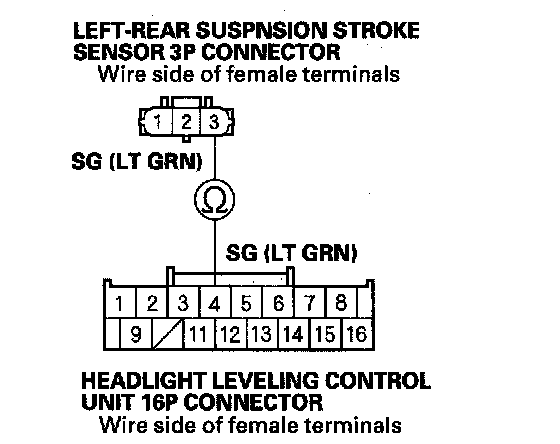 LEFT-REAR SUSPNSION STROKE
SENSOR 3P CONNECTOR
Wire side of female terminals
1 2 3
SG (LT GRN)
Ω
SG (LT GRN)
1 2 3 4 5 6 7 8
9 11 12 13 14 15 16
HEADLIGHT LEVELING CONTROL
UNIT 16P CONNECTOR
Wire side of female terminals